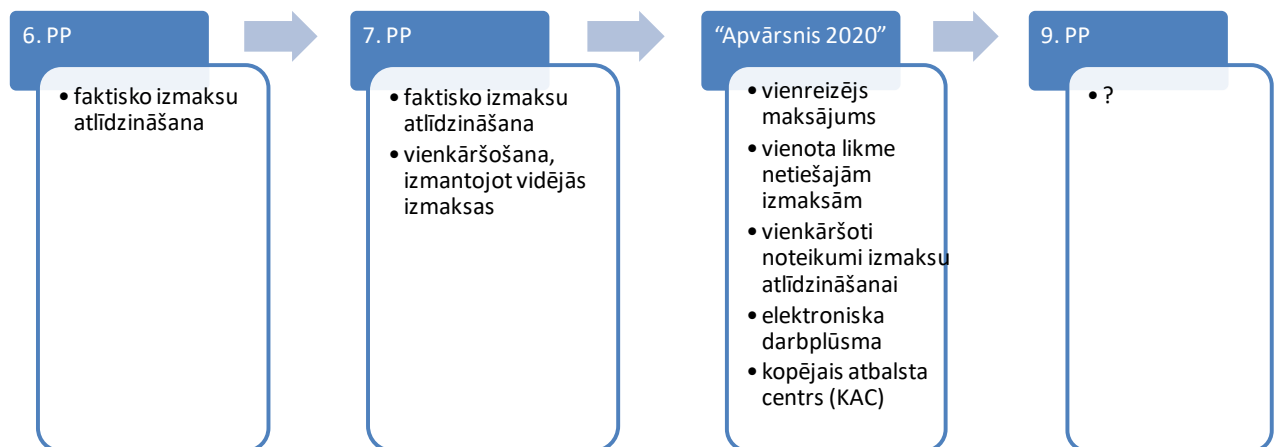 6. PP
• faktisko izmaksu
atlīdzināšana
7. PP
• faktisko izmaksu
atlīdzināšana
• vienkāršošana,
izmantojot vidējās
izmaksas
“Apvārsnis 2020”
• vienreizējs
maksājums
• vienota likme
netiešajām
izmaksām
• vienkāršoti
noteikumi izmaksu
atlīdzināšanai
• elektroniska
darbplūsma
• kopējais atbalsta
centrs (KAC)
9. PP
• ?